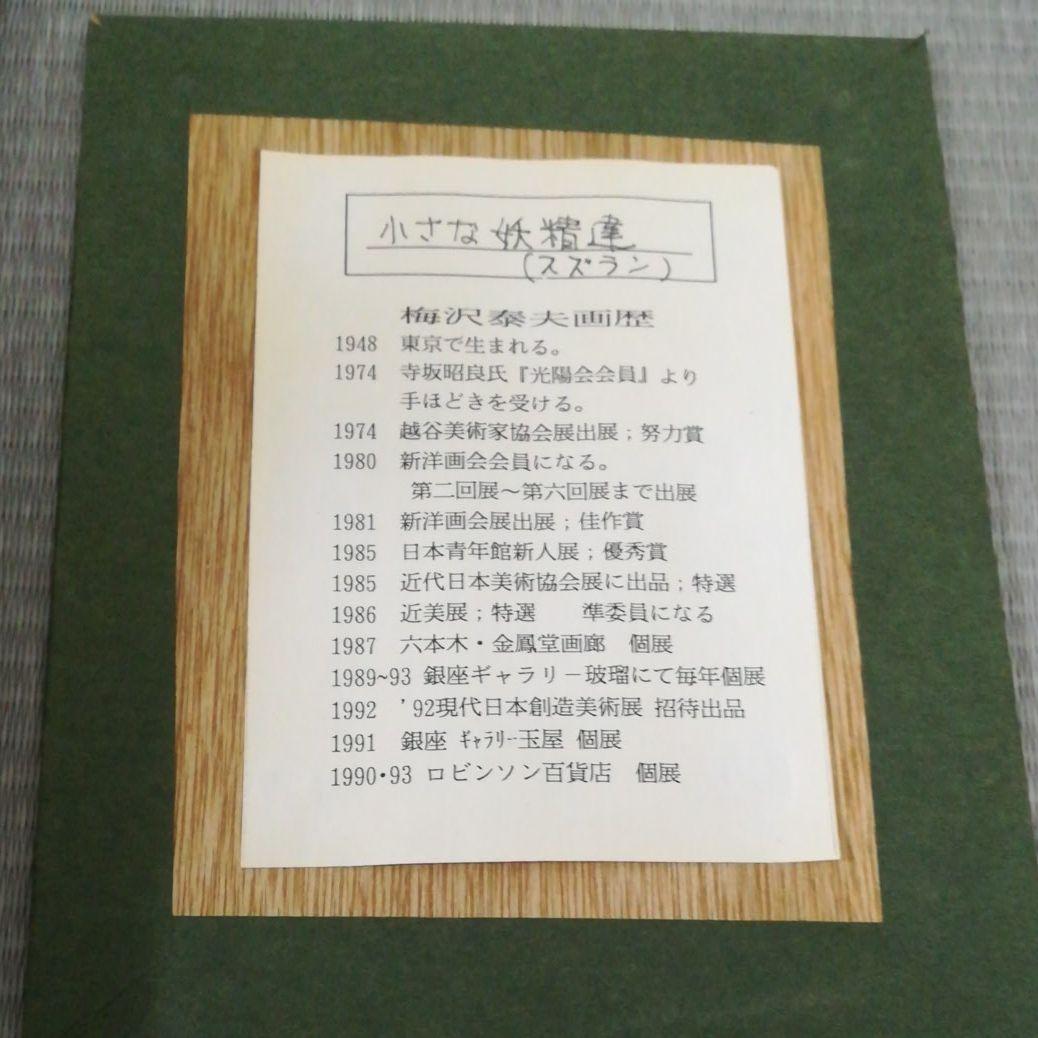 小さな妖精達
(スズラン)
梅沢泰夫画歴
1948 東京で生まれる。
1974 寺坂昭良氏『光陽会会員』より
手ほどきを受ける。
1974 越谷美術家協会展出展；努力賞
1980 新洋画会会員になる。
第二回展～第六回展まで出展
1981 新洋画会展出展；佳作賞
1985 日本青年館新人展；優秀賞
1985 近代日本美術協会展に出品；特選
1986 近美展；特選 準委員になる
1987 六本木・金鳳堂画廊 個展
1989~93 銀座ギャラリー玻瑠にて毎年個展
1992 '92現代日本創造美術展 招待出品
1991 銀座 ｷﾞｬﾗﾘｰ玉屋 個展
1990・93 ロビンソン百貨店 個展